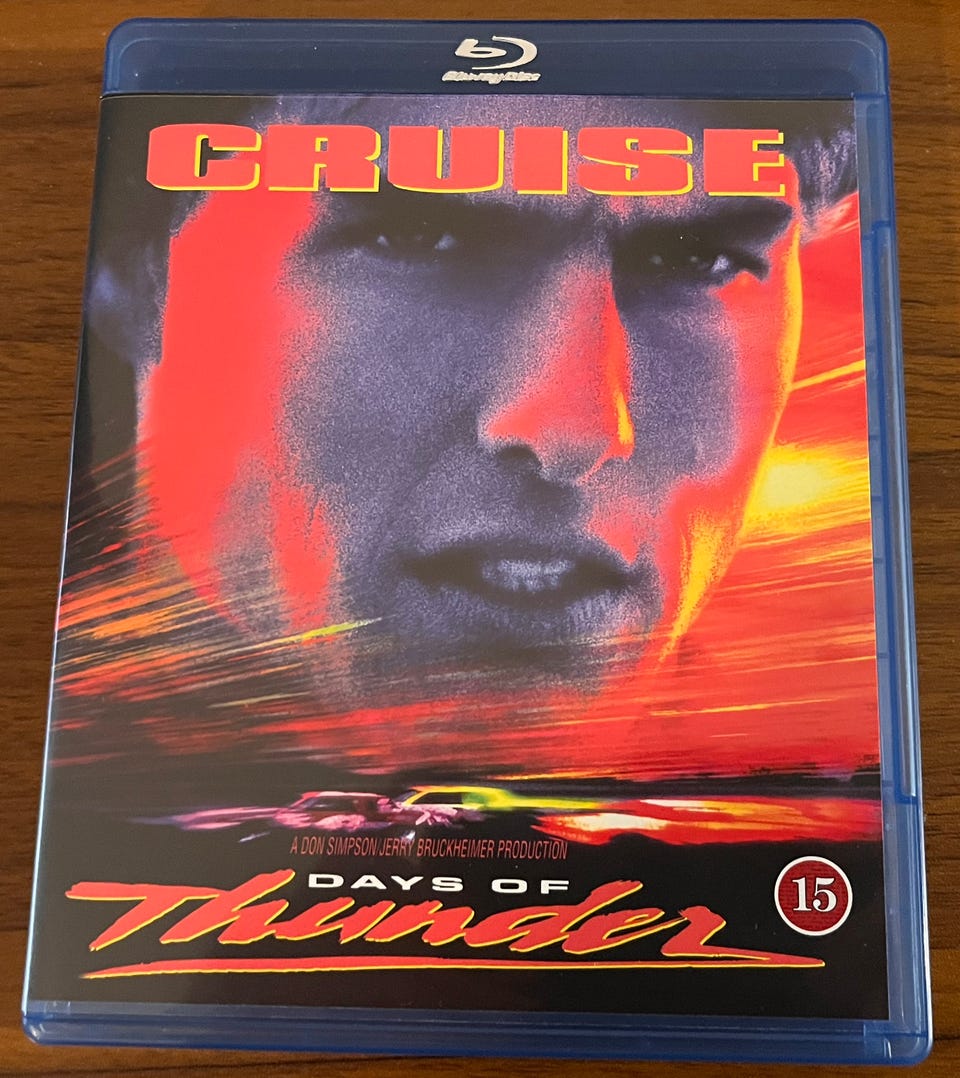 Blu-ray Disc
CRUISE
A DON SIMPSON/JERRY BRUCKHEIMER PRODUCTION
DAYS OF
Thunder
15